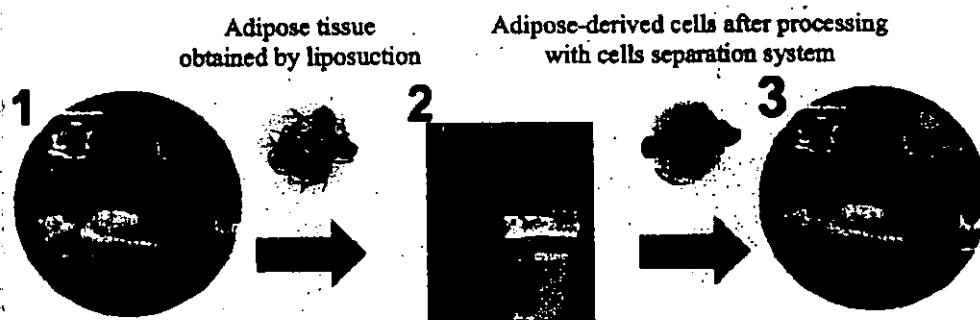 Adipose tissue
obtained by liposuction
Adipose-derived cells after processing
with cells separation system
1
2
3